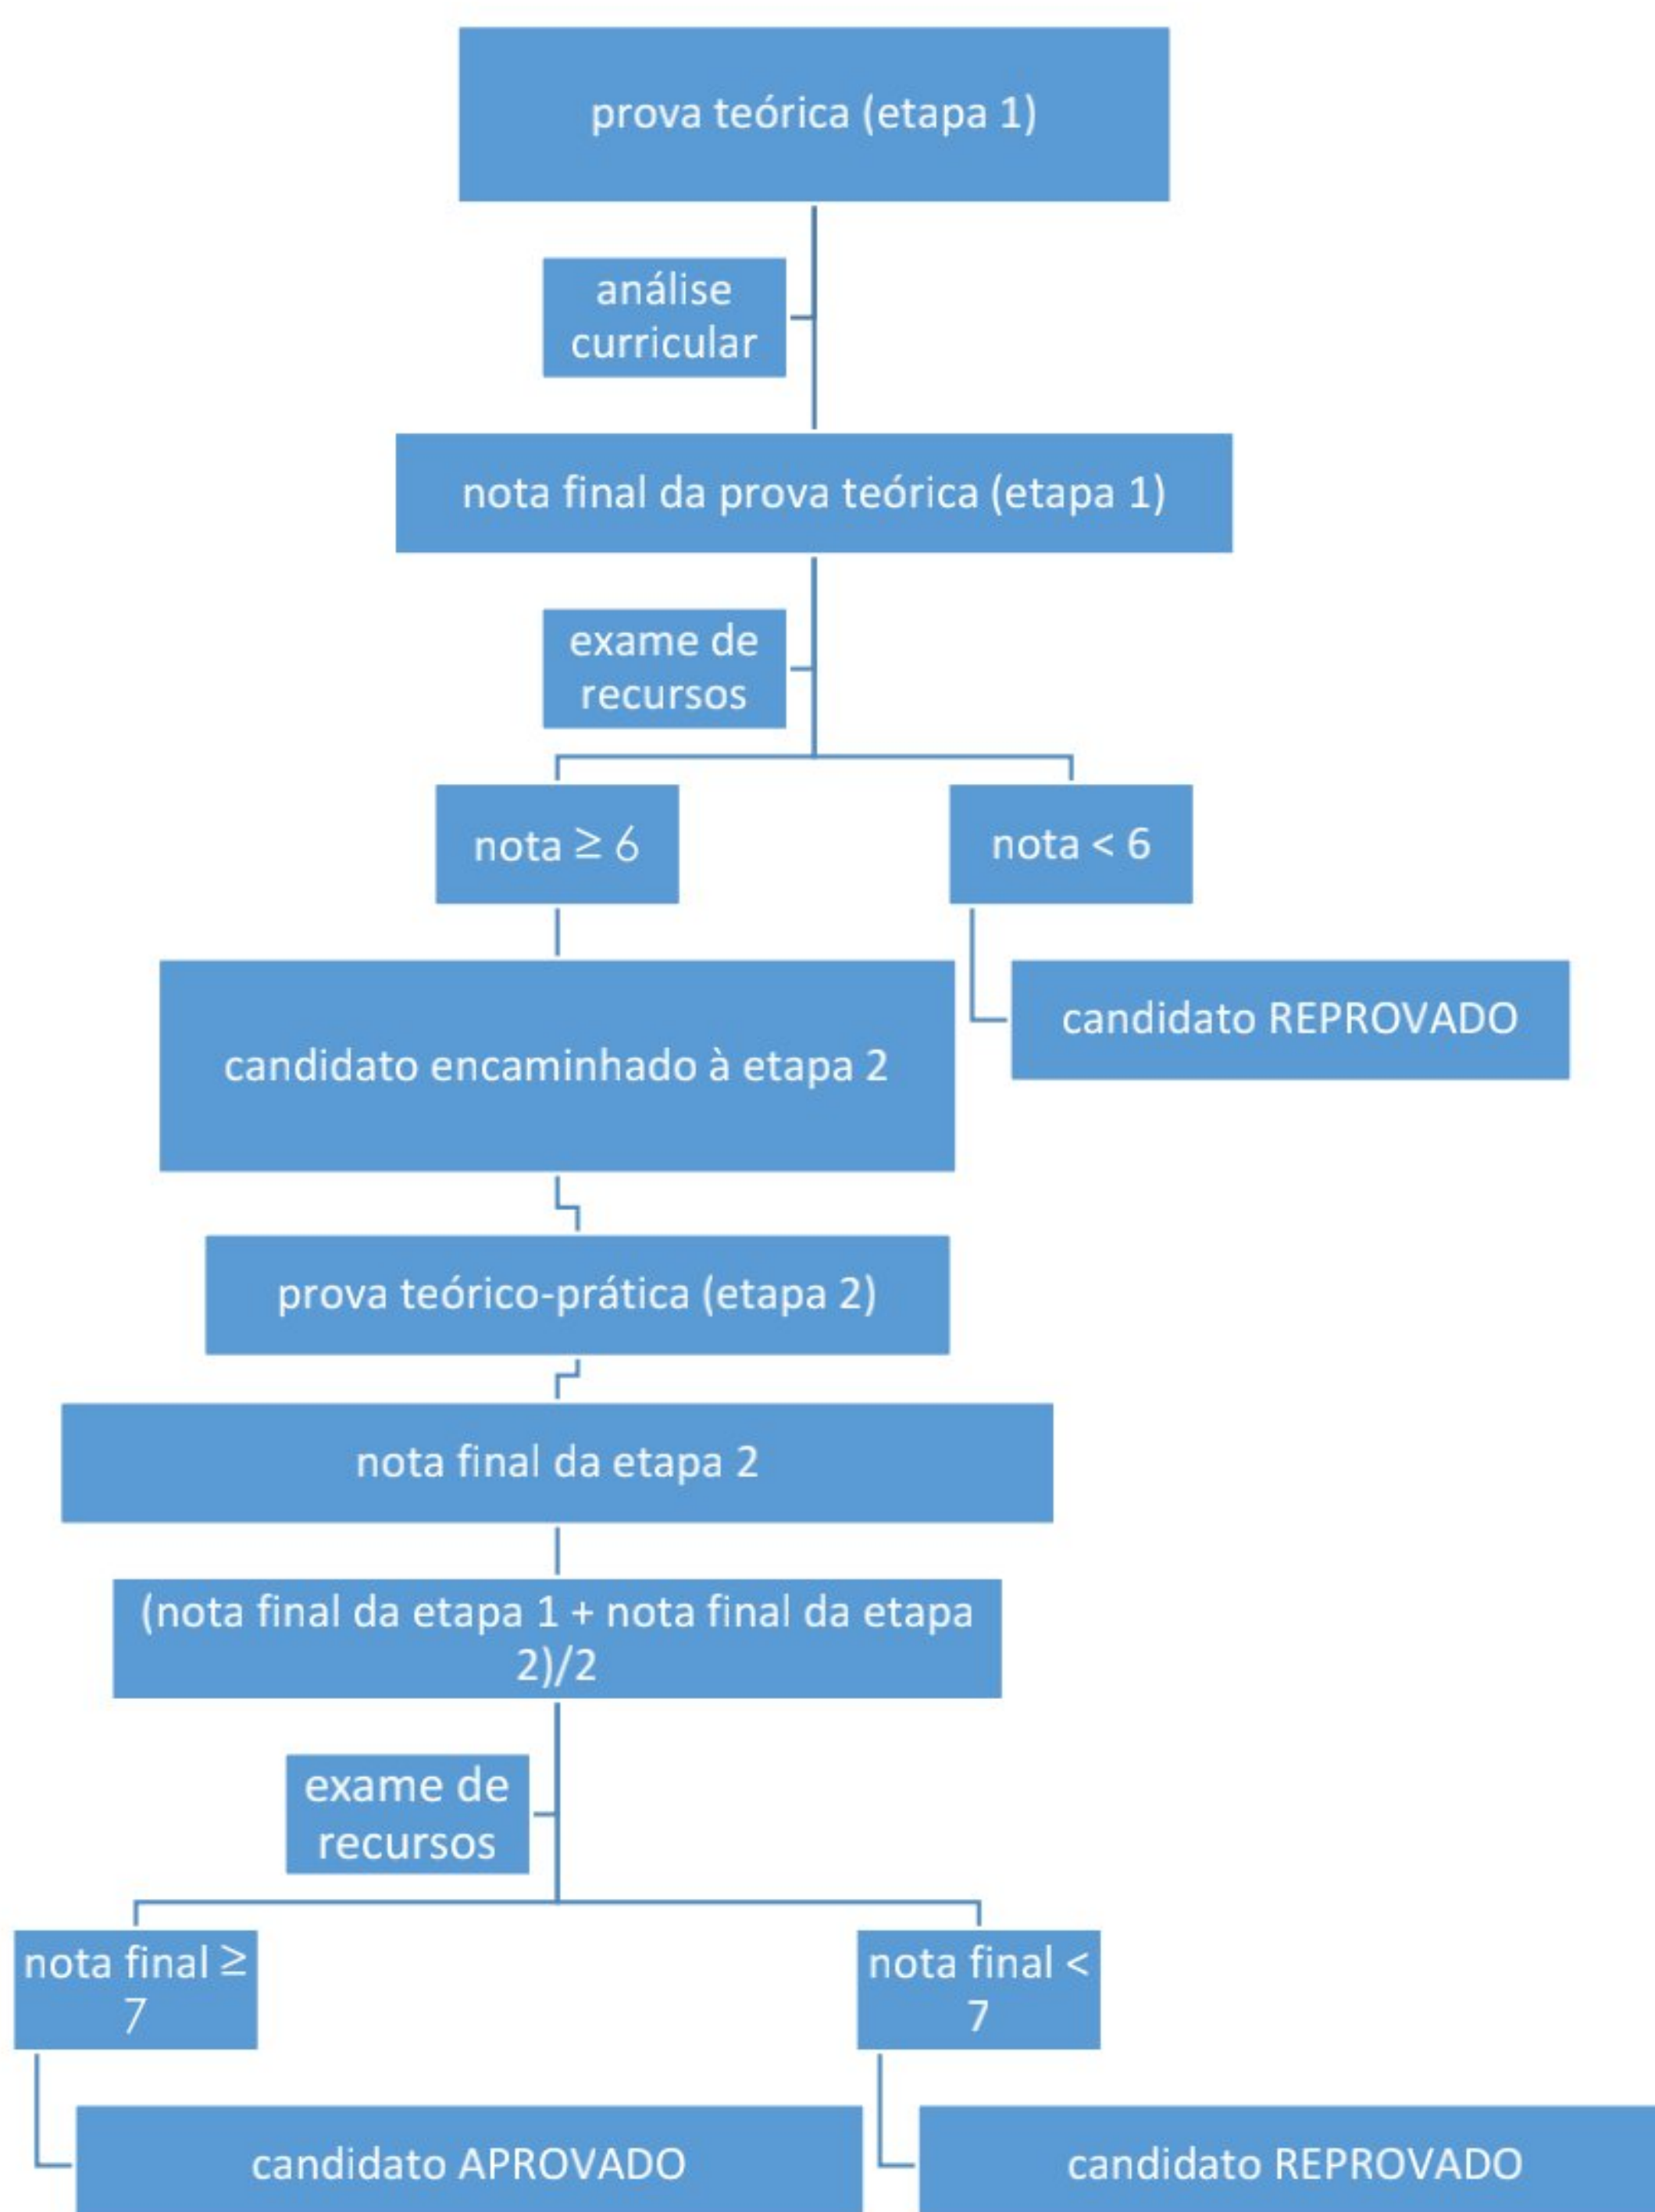 prova teórica (etapa 1)
análise
curricular
nota final da prova teórica (etapa 1)
exame de
recursos
nota ≥ 6
nota < 6
candidato REPROVADO
candidato encaminhado à etapa 2
prova teórico-prática (etapa 2)
nota final da etapa 2
(nota final da etapa 1 + nota final da etapa
2)/2
exame de
recursos
nota final ≥
7
nota final <
7
candidato APROVADO
candidato REPROVADO